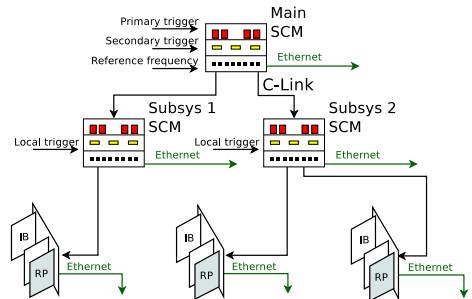 Primary trigger
Main
SCM
Secondary trigger
Reference frequency
Ethernet
C-Link
Subsys 1
SCM
Subsys 2
SCM
Local trigger
Local trigger
Ethernet
Ethernet
IB
RP
Ethernet
IB
RP
Ethernet
IB
RP
Ethernet